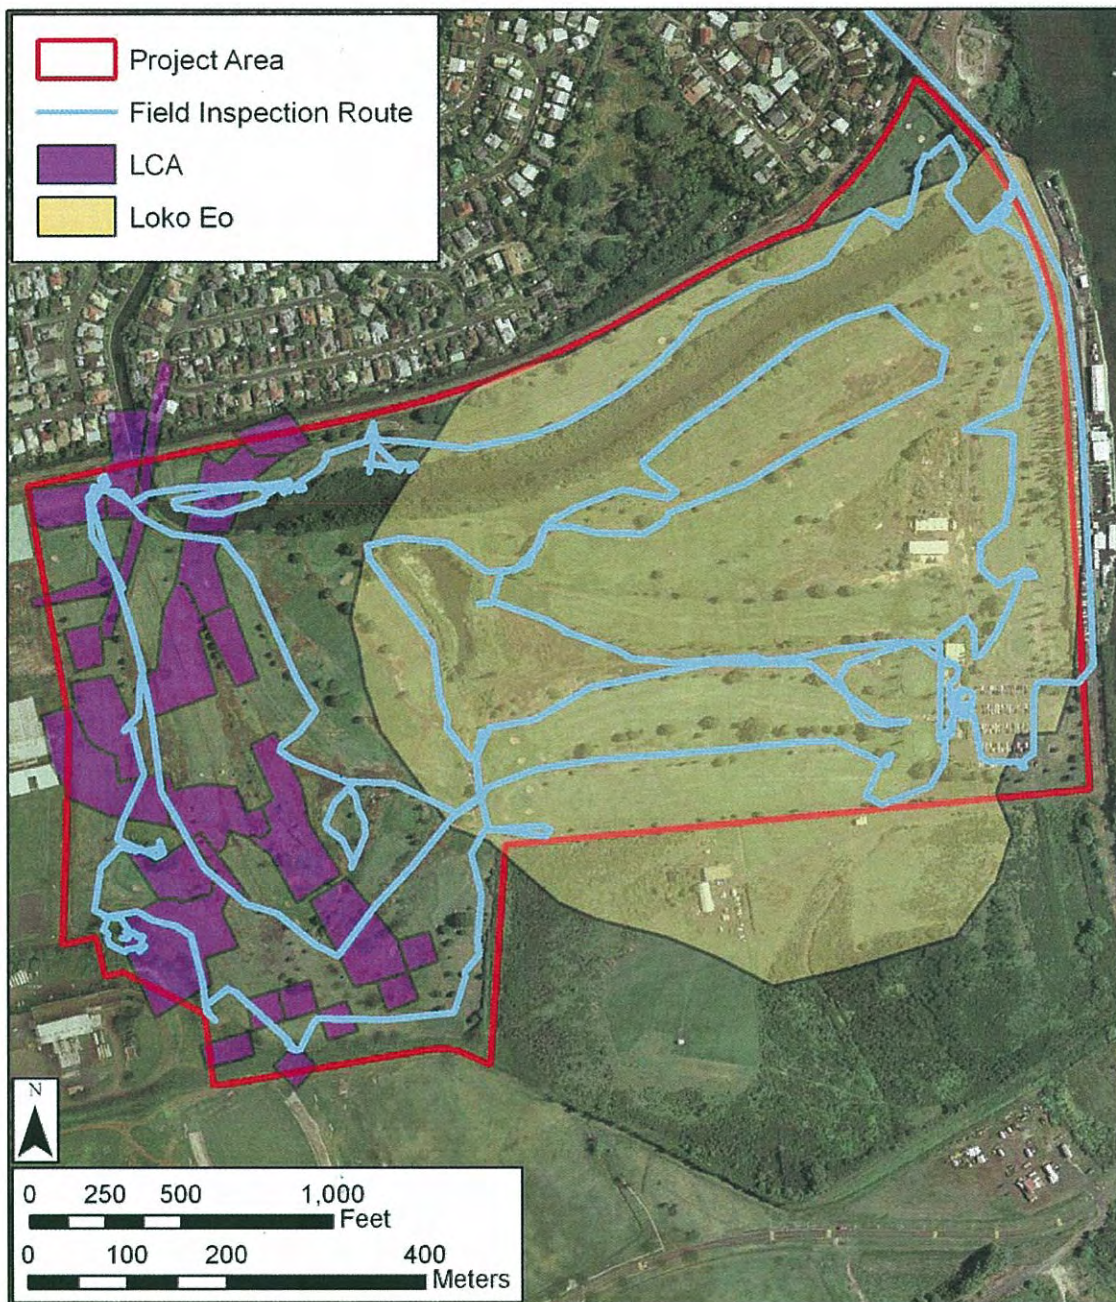 Project Area
Field Inspection Route
LCA
Loko Eo
N
0 250 500 1,000
Feet
0 100 200 400
Meters